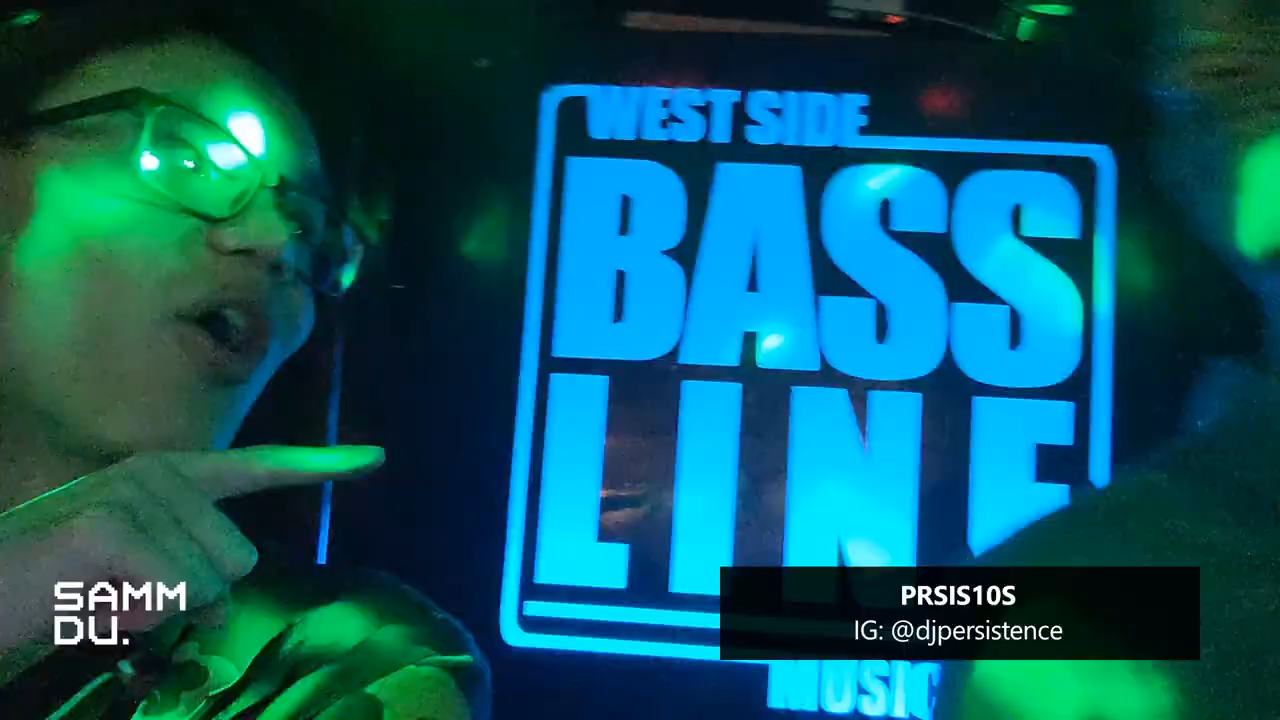 WEST SIDE
BASS
LINE
MUSIC
SAMM
DU.
PRSIS10S
IG: @djpersistence